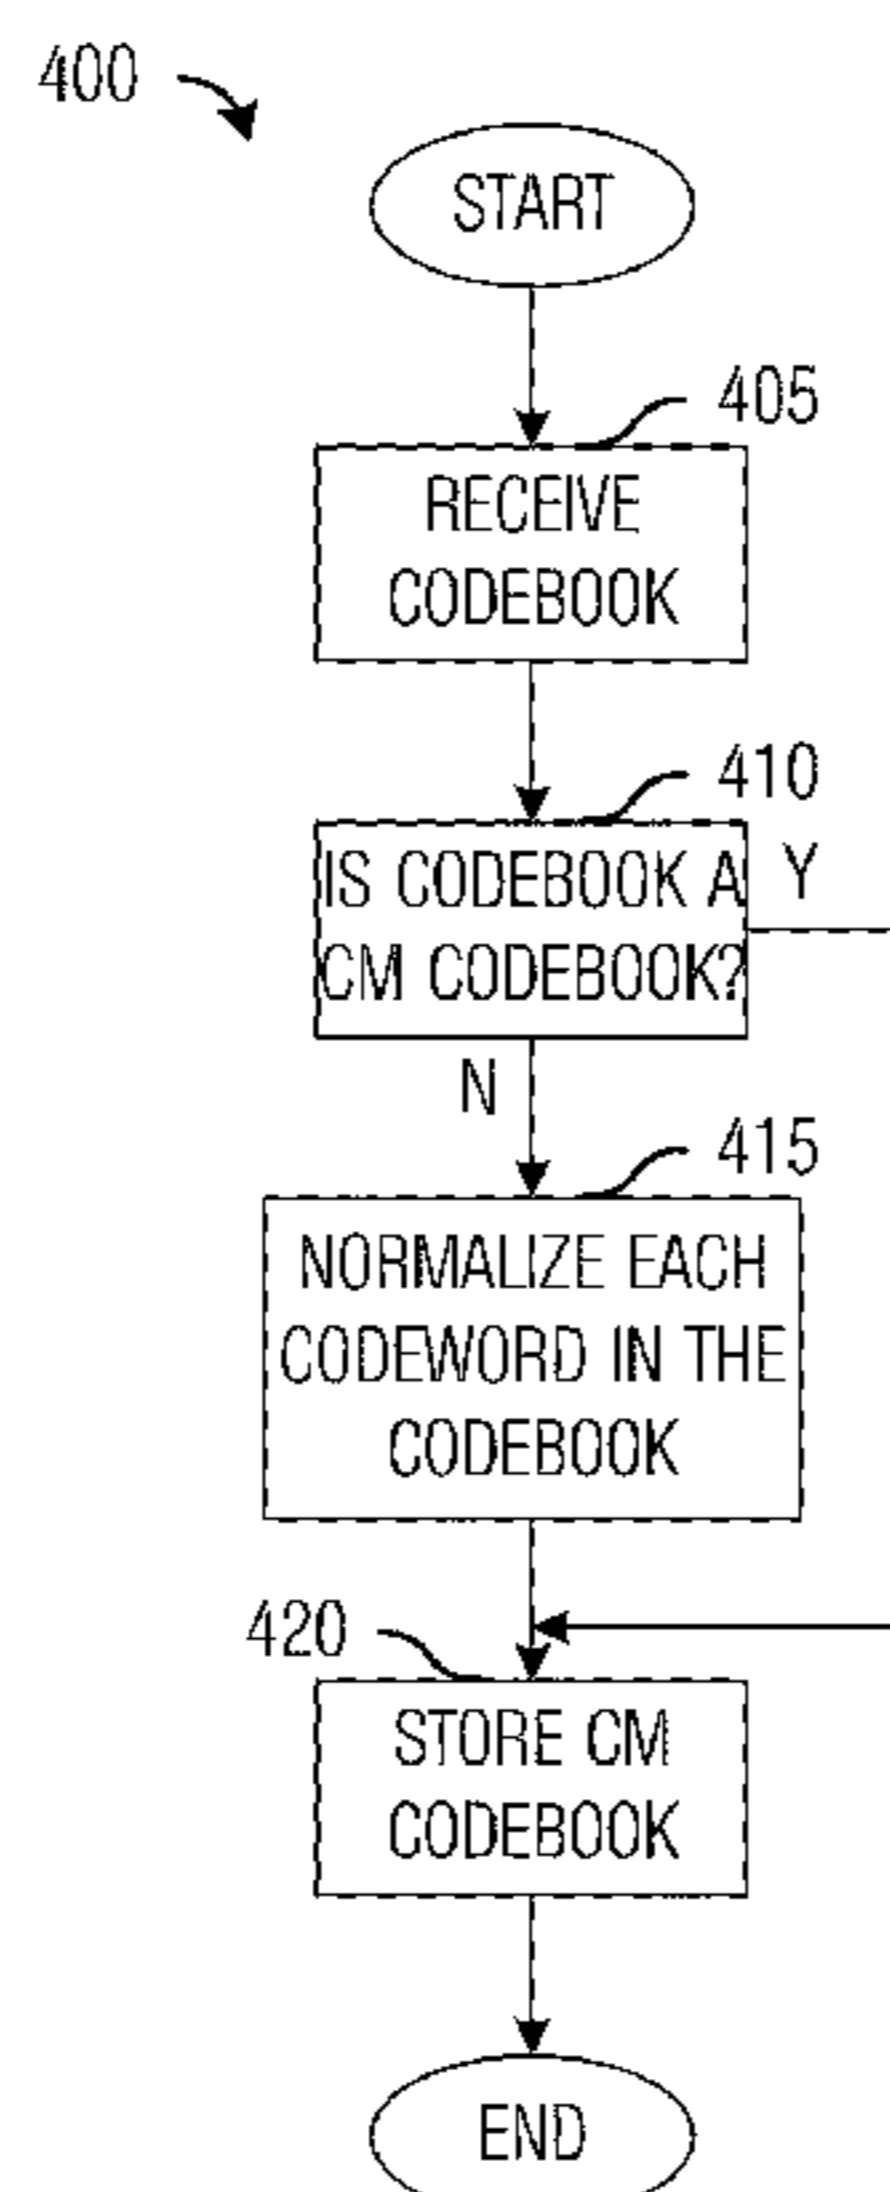 400
START
405
RECEIVE
CODEBOOK
410
IS CODEBOOK A
CM CODEBOOK?
Y
N
415
NORMALIZE EACH
CODEWORD IN THE
CODEBOOK
420
STORE CM
CODEBOOK
END